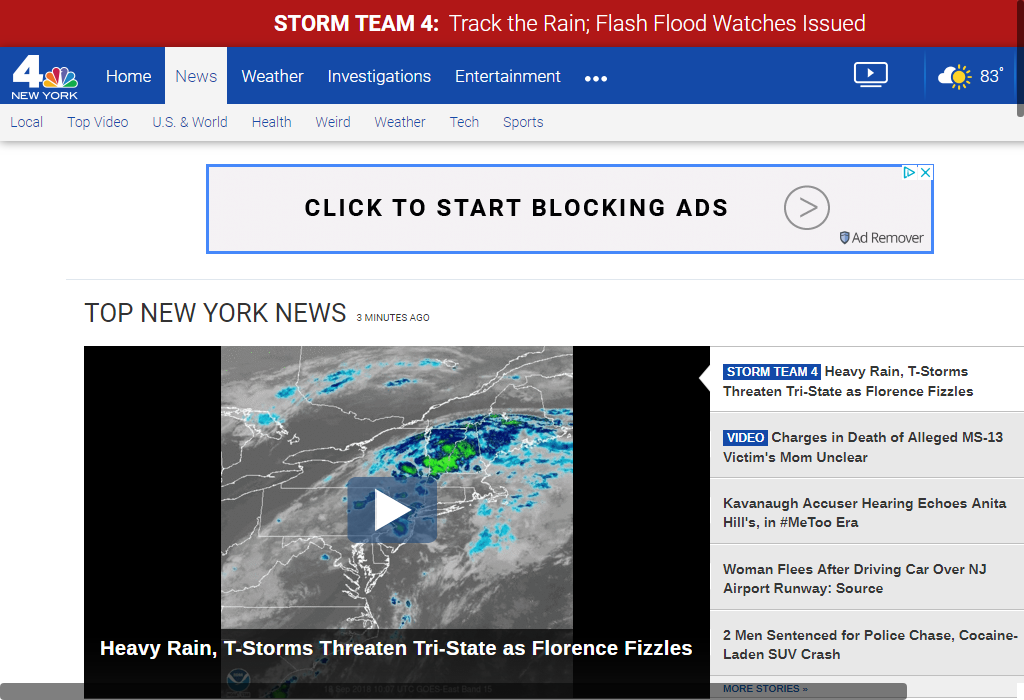 STORM TEAM 4: Track the Rain; Flash Flood Watches Issued
4
NEW YORK
Home News Weather Investigations Entertainment •••
83°
Local Top Video U.S. & World Health Weird Weather Tech Sports
CLICK TO START BLOCKING ADS
Ad Remover
TOP NEW YORK NEWS 3 MINUTES AGO
Heavy Rain, T-Storms Threaten Tri-State as Florence Fizzles
STORM TEAM 4 Heavy Rain, T-Storms
Threaten Tri-State as Florence Fizzles
VIDEO Charges in Death of Alleged MS-13
Victim's Mom Unclear
Kavanaugh Accuser Hearing Echoes Anita
Hill's, in #MeToo Era
Woman Flees After Driving Car Over NJ
Airport Runway: Source
2 Men Sentenced for Police Chase, Cocaine-
Laden SUV Crash
MORE STORIES »